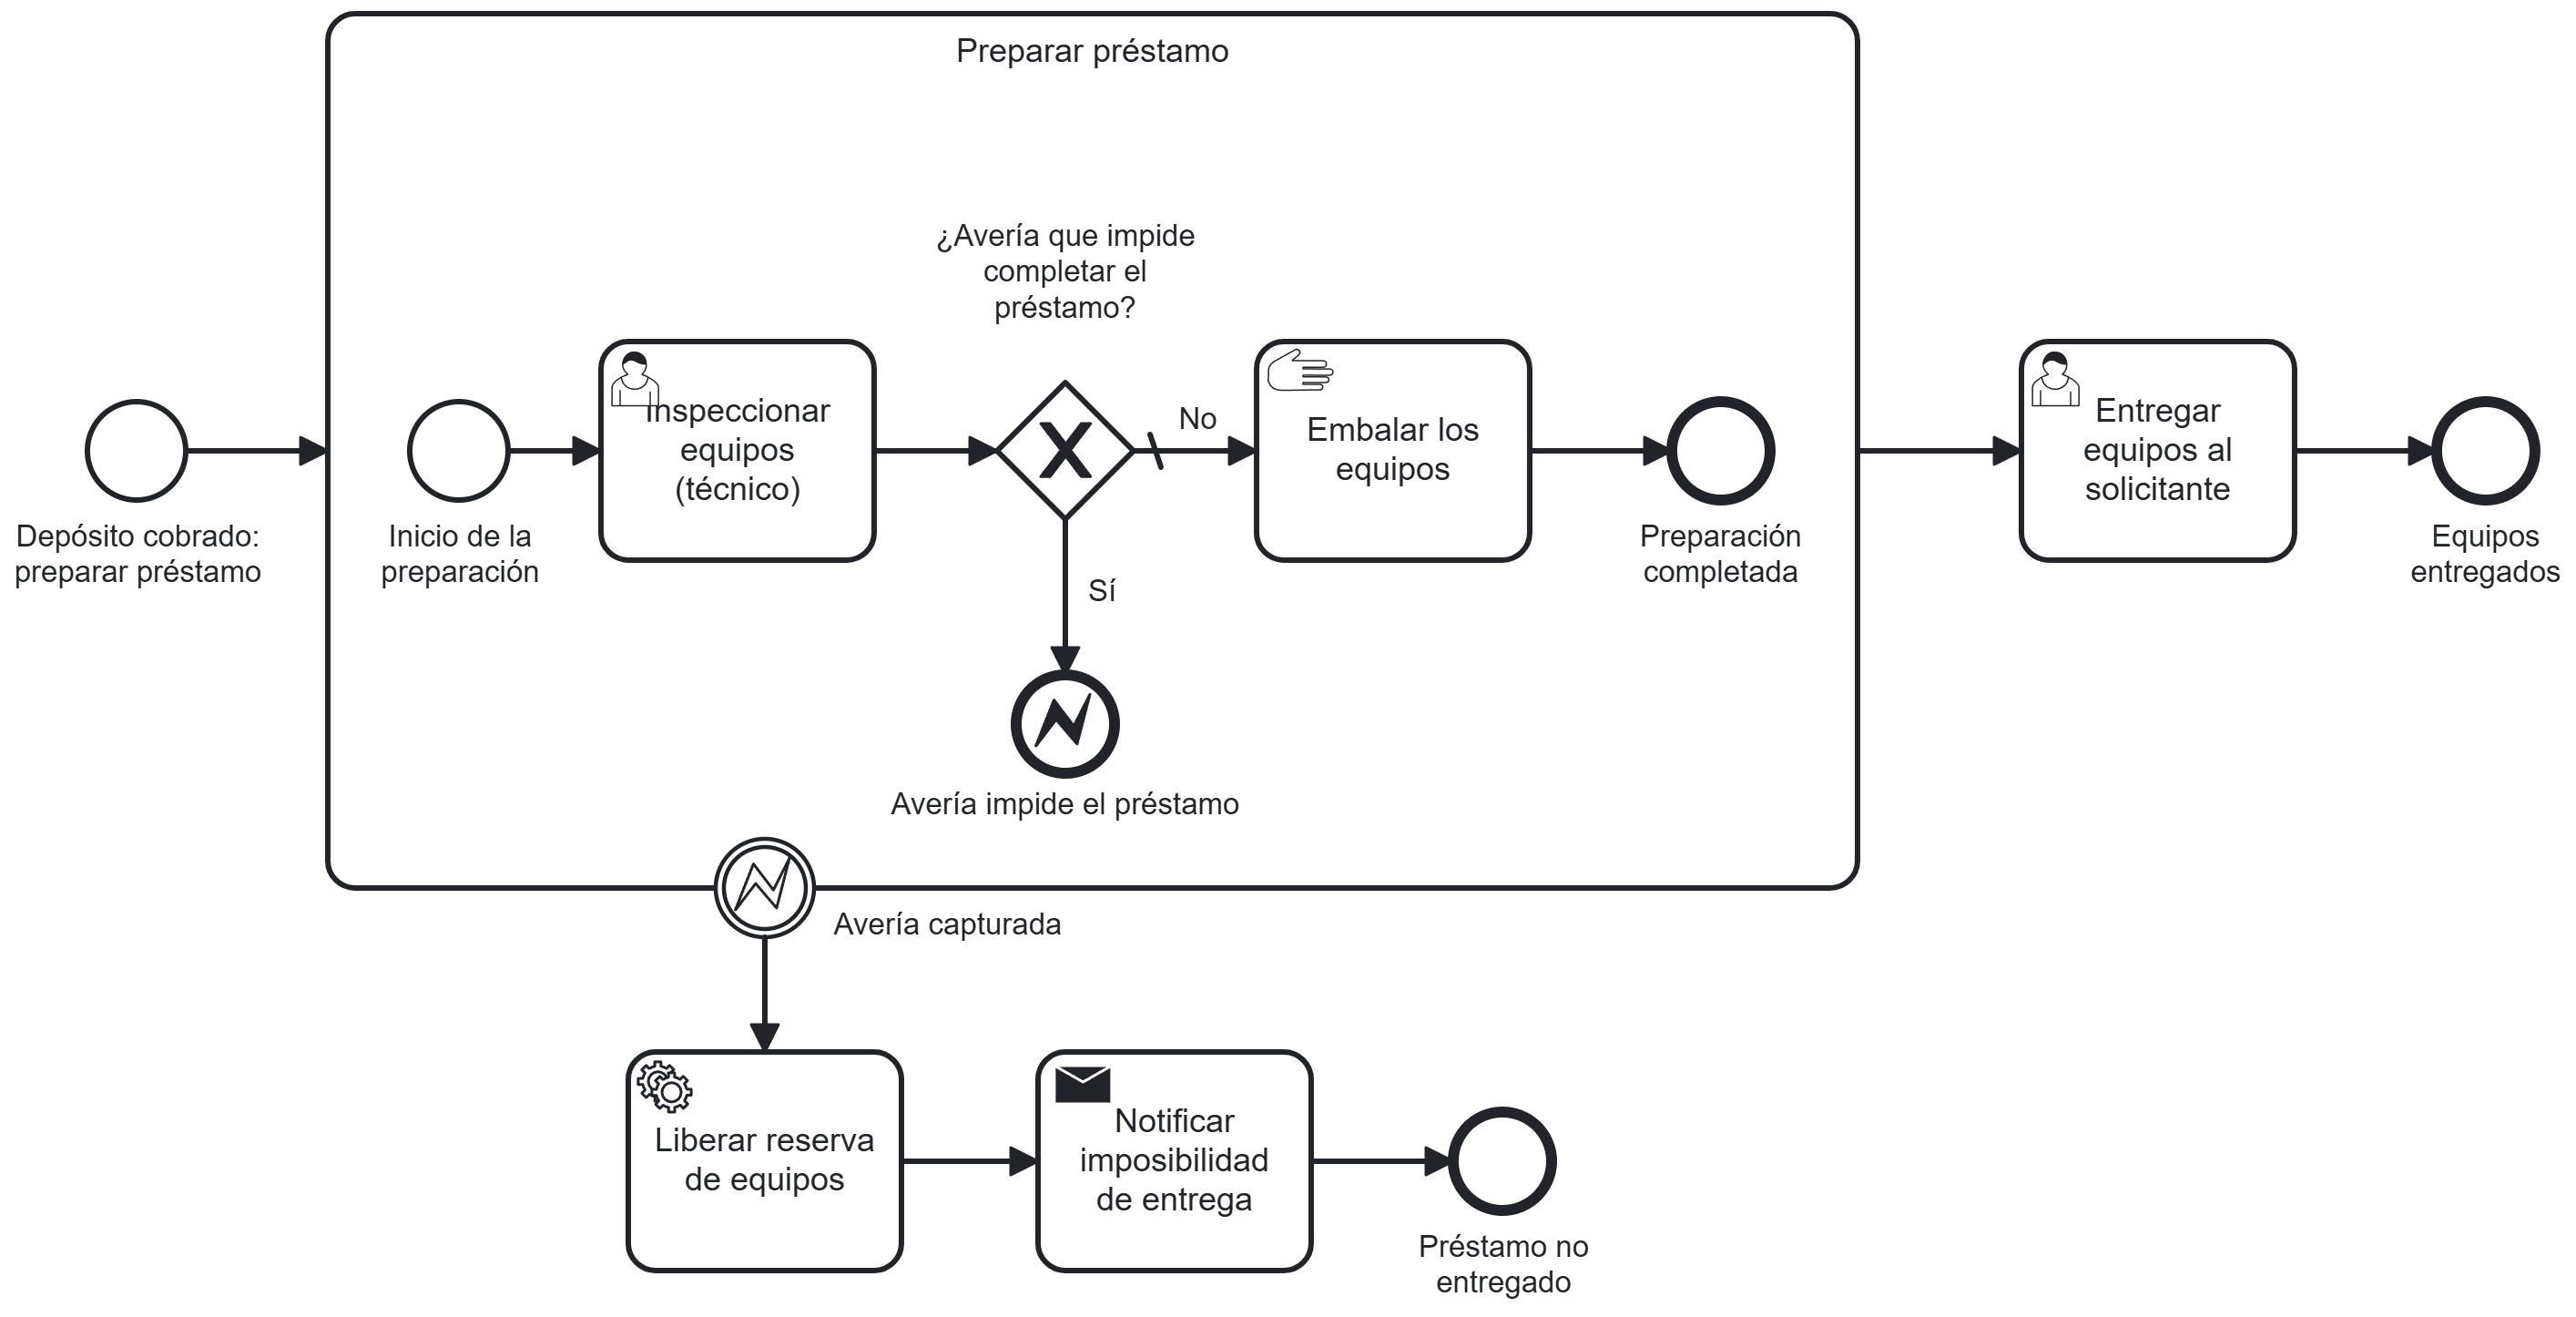 Preparar préstamo
¿Avería que impide
completar el
préstamo?
Inspeccionar
equipos
(técnico)
No
Embalar los
equipos
Entregar
equipos al
solicitante
Depósito cobrado:
preparar préstamo
Inicio de la
preparación
Preparación
completada
Equipos
entregados
Sí
Avería impide el préstamo
Avería capturada
Liberar reserva
de equipos
Notificar
imposibilidad
de entrega
Préstamo no
entregado